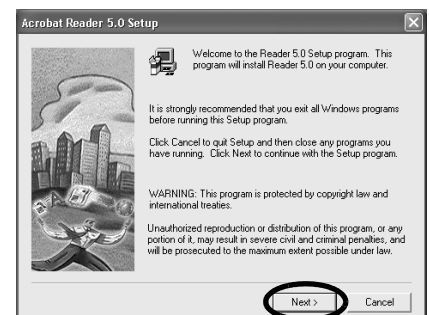 Acrobat Reader 5.0 Setup
Welcome to the Reader 5.0 Setup program. This
program will install Reader 5.0 on your computer.
It is strongly recommended that you exit all Windows programs
before running this Setup program.
Click Cancel to quit Setup and then close any programs you
have running. Click Next to continue with the Setup program.
WARNING: This program is protected by copyright law and
international treaties.
Unauthorized reproduction or distribution of this program, or any
portion of it, may result in severe civil and criminal penalties, and
will be prosecuted to the maximum extent possible under law.
Next > Cancel